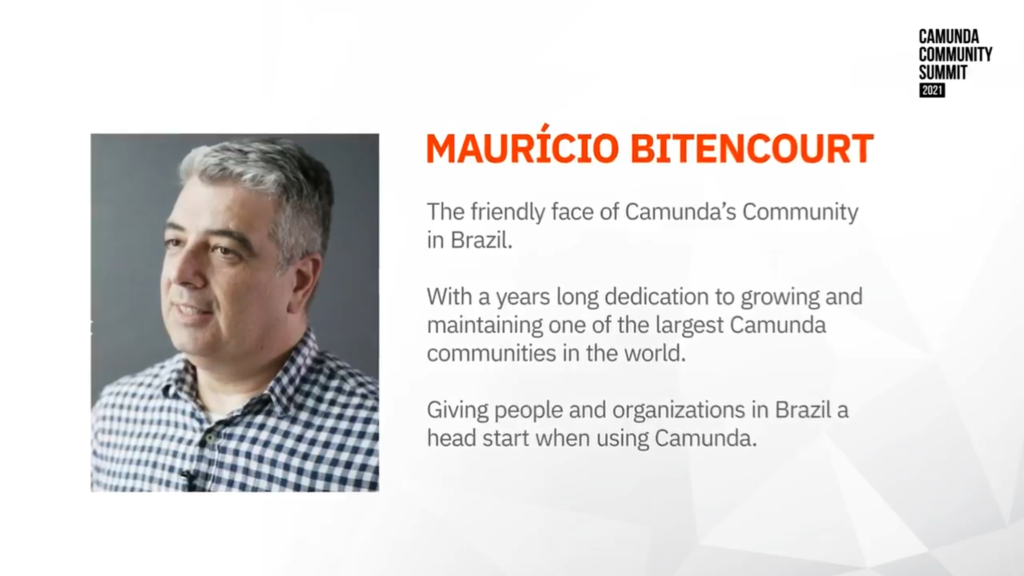 CAMUNDA
COMMUNITY
SUMMIT
2021
MAURÍCIO BITENCOURT
The friendly face of Camunda’s Community
in Brazil.
With a years long dedication to growing and
maintaining one of the largest Camunda
communities in the world.
Giving people and organizations in Brazil a
head start when using Camunda.